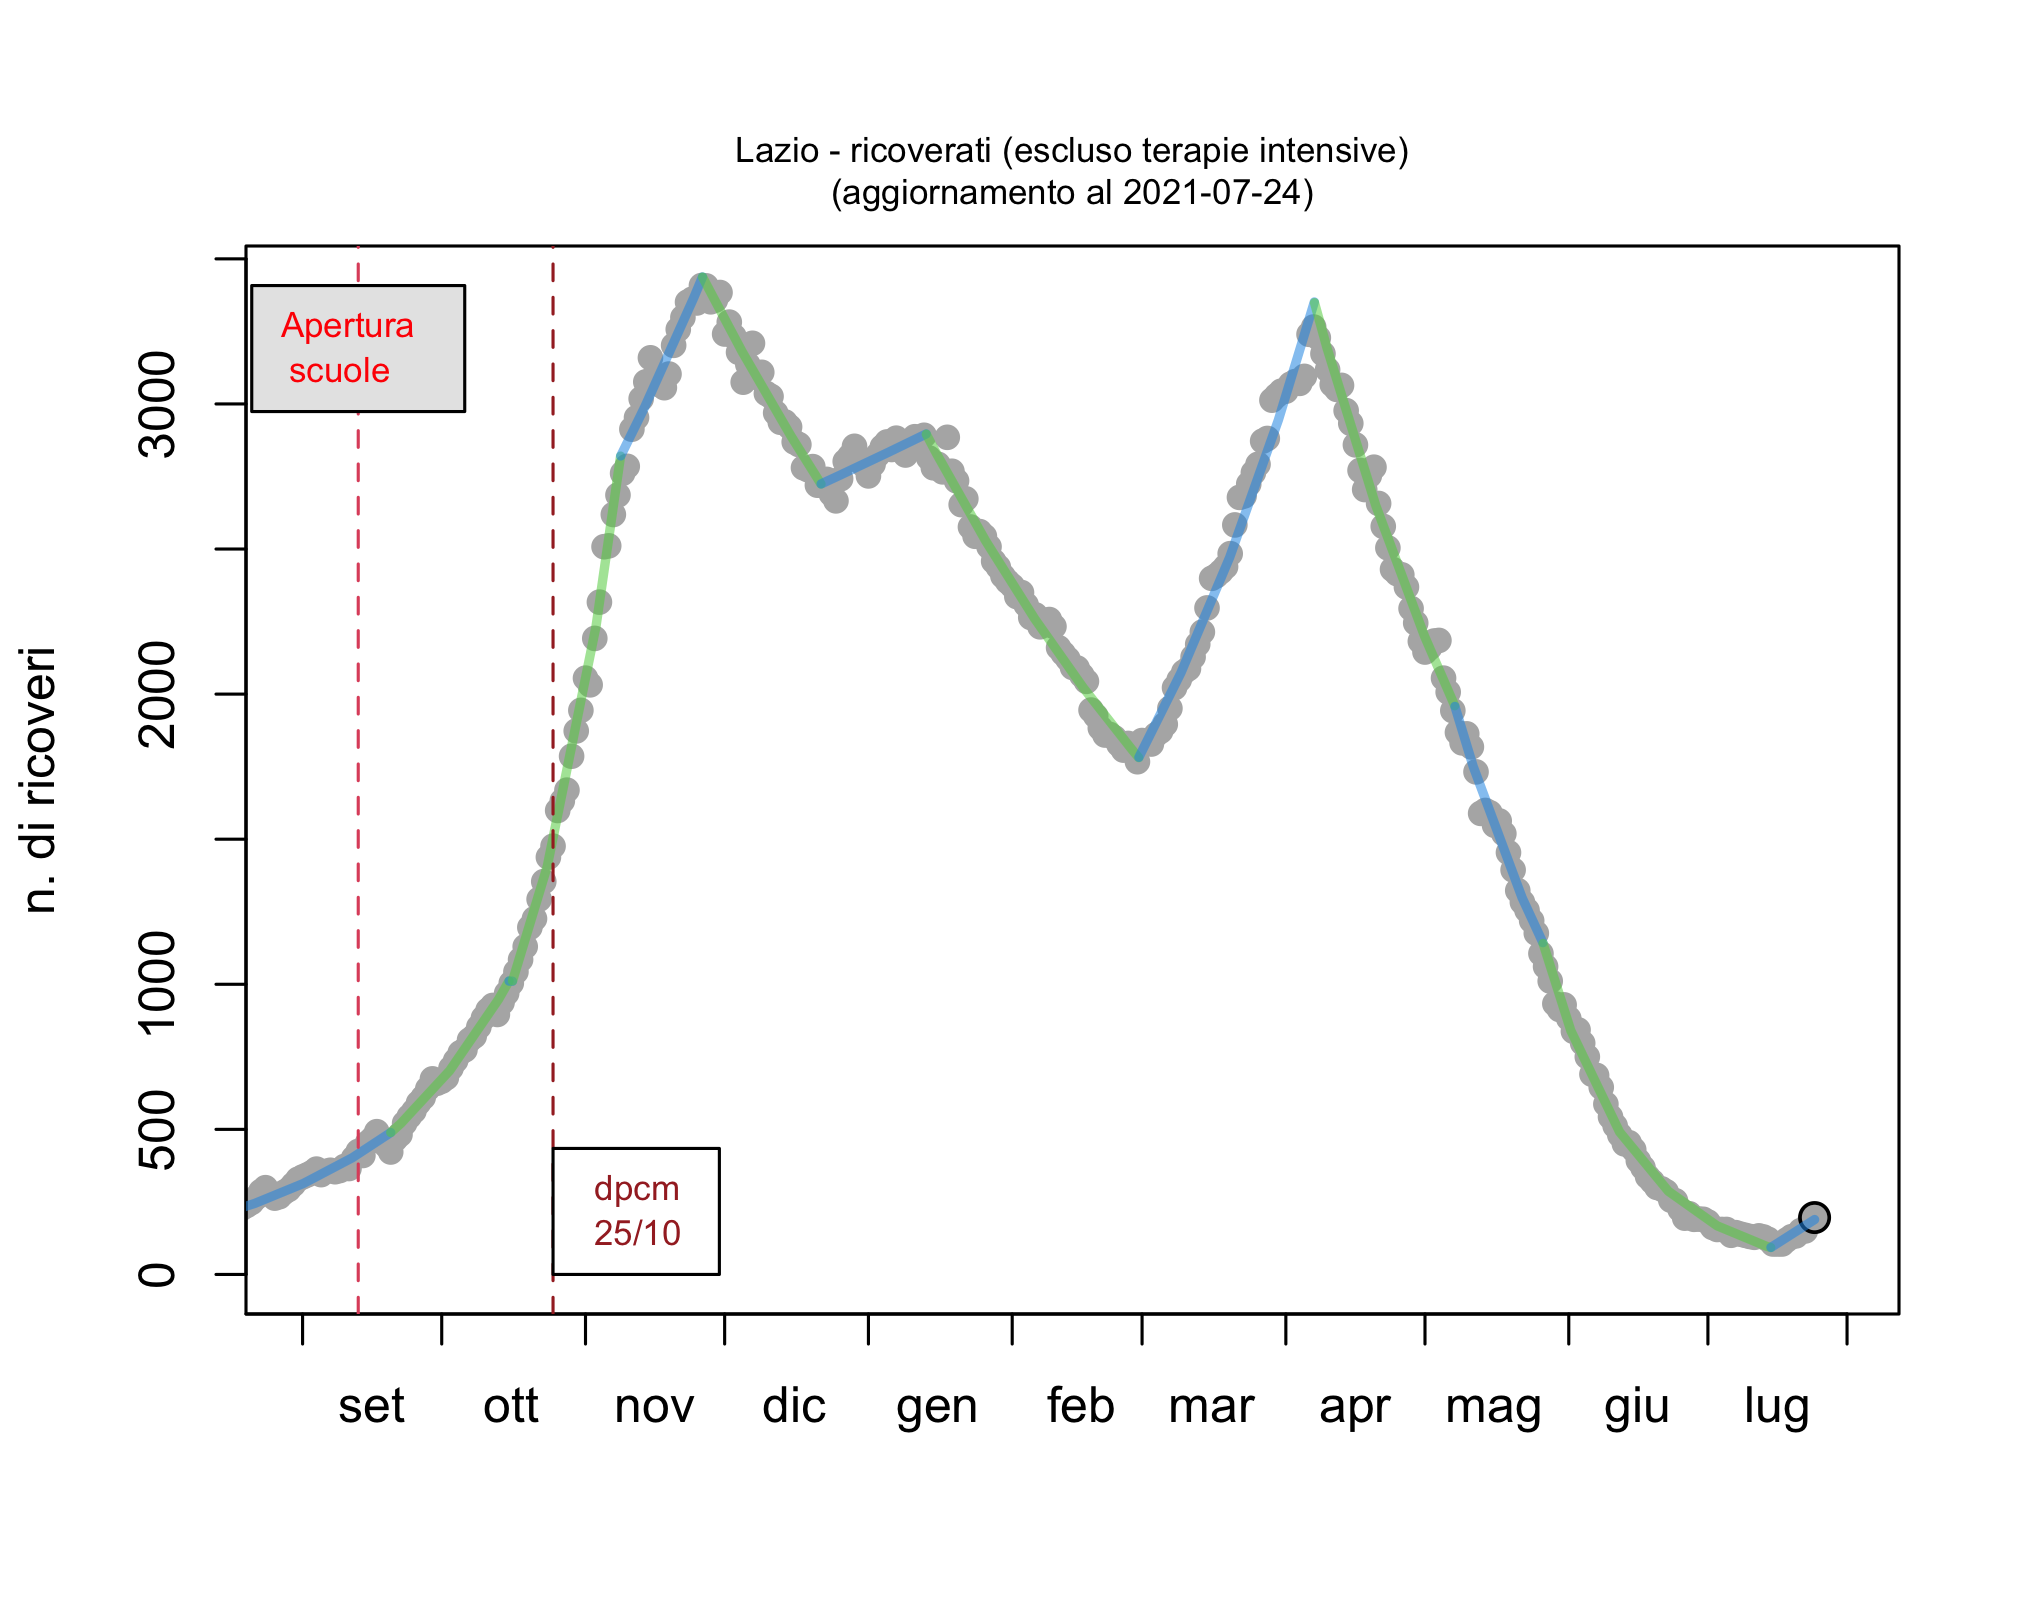 Lazio - ricoverati (escluso terapie intensive)
(aggiornamento al 2021-07-24)
Apertura
scuole
dpcm
25/10
n. di ricoveri
3000
2000
1000
500
0
set ott nov dic gen feb mar apr mag giu lug